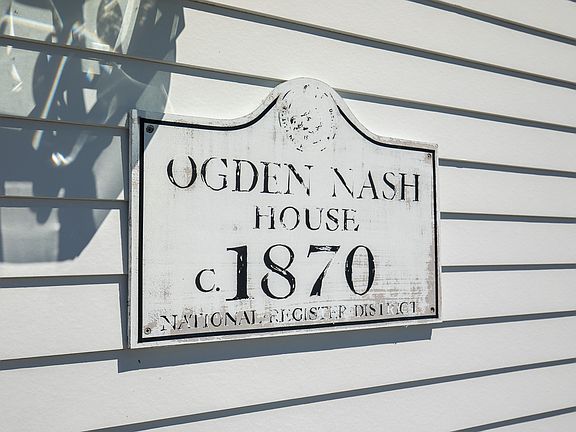 OGDEN NASH
HOUSE
C. 1870
NATIONAL REGISTER DISTRICT